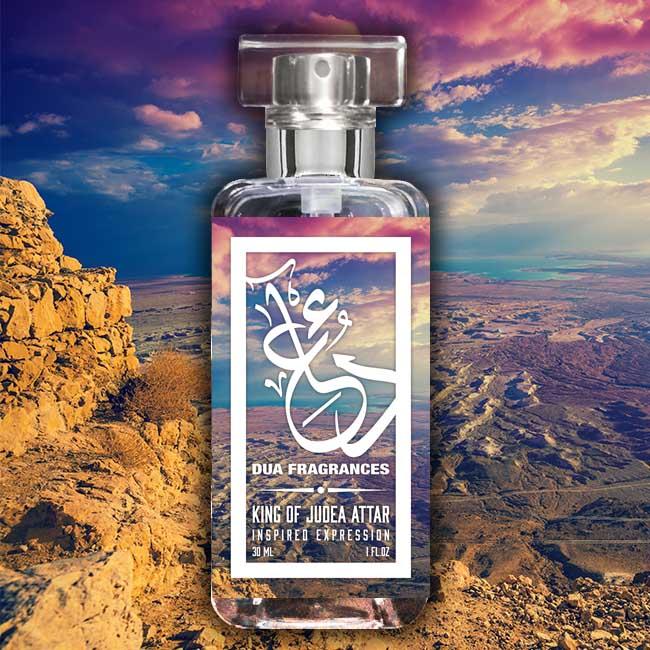 DUA FRAGRANCES
KING OF JUDEA ATTAR
INSPIRED EXPRESSION
30 ML 1 FL.OZ